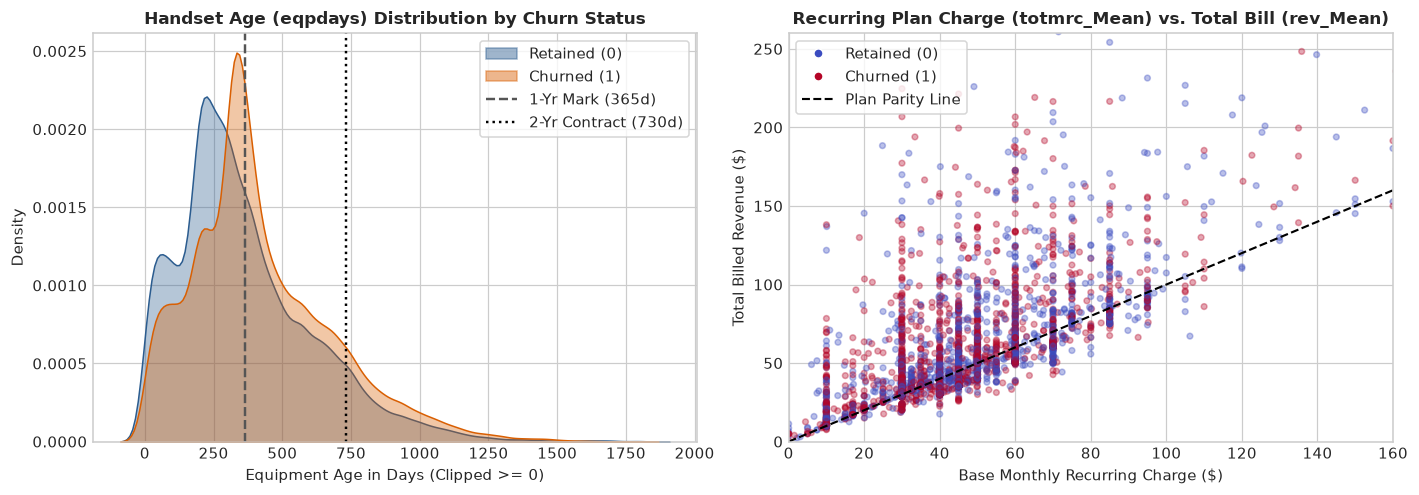 Handset Age (eqpdays) Distribution by Churn Status
Density
0.0025
0.0020
0.0015
0.0010
0.0005
0.0000
0 250 500 750 1000 1250 1500 1750 2000
Equipment Age in Days (Clipped >= 0)
Retained (0)
Churned (1)
1-Yr Mark (365d)
2-Yr Contract (730d)
Recurring Plan Charge (totmrc_Mean) vs. Total Bill (rev_Mean)
Total Billed Revenue ($)
250
200
150
100
50
0
0 20 40 60 80 100 120 140 160
Base Monthly Recurring Charge ($)
Retained (0)
Churned (1)
Plan Parity Line